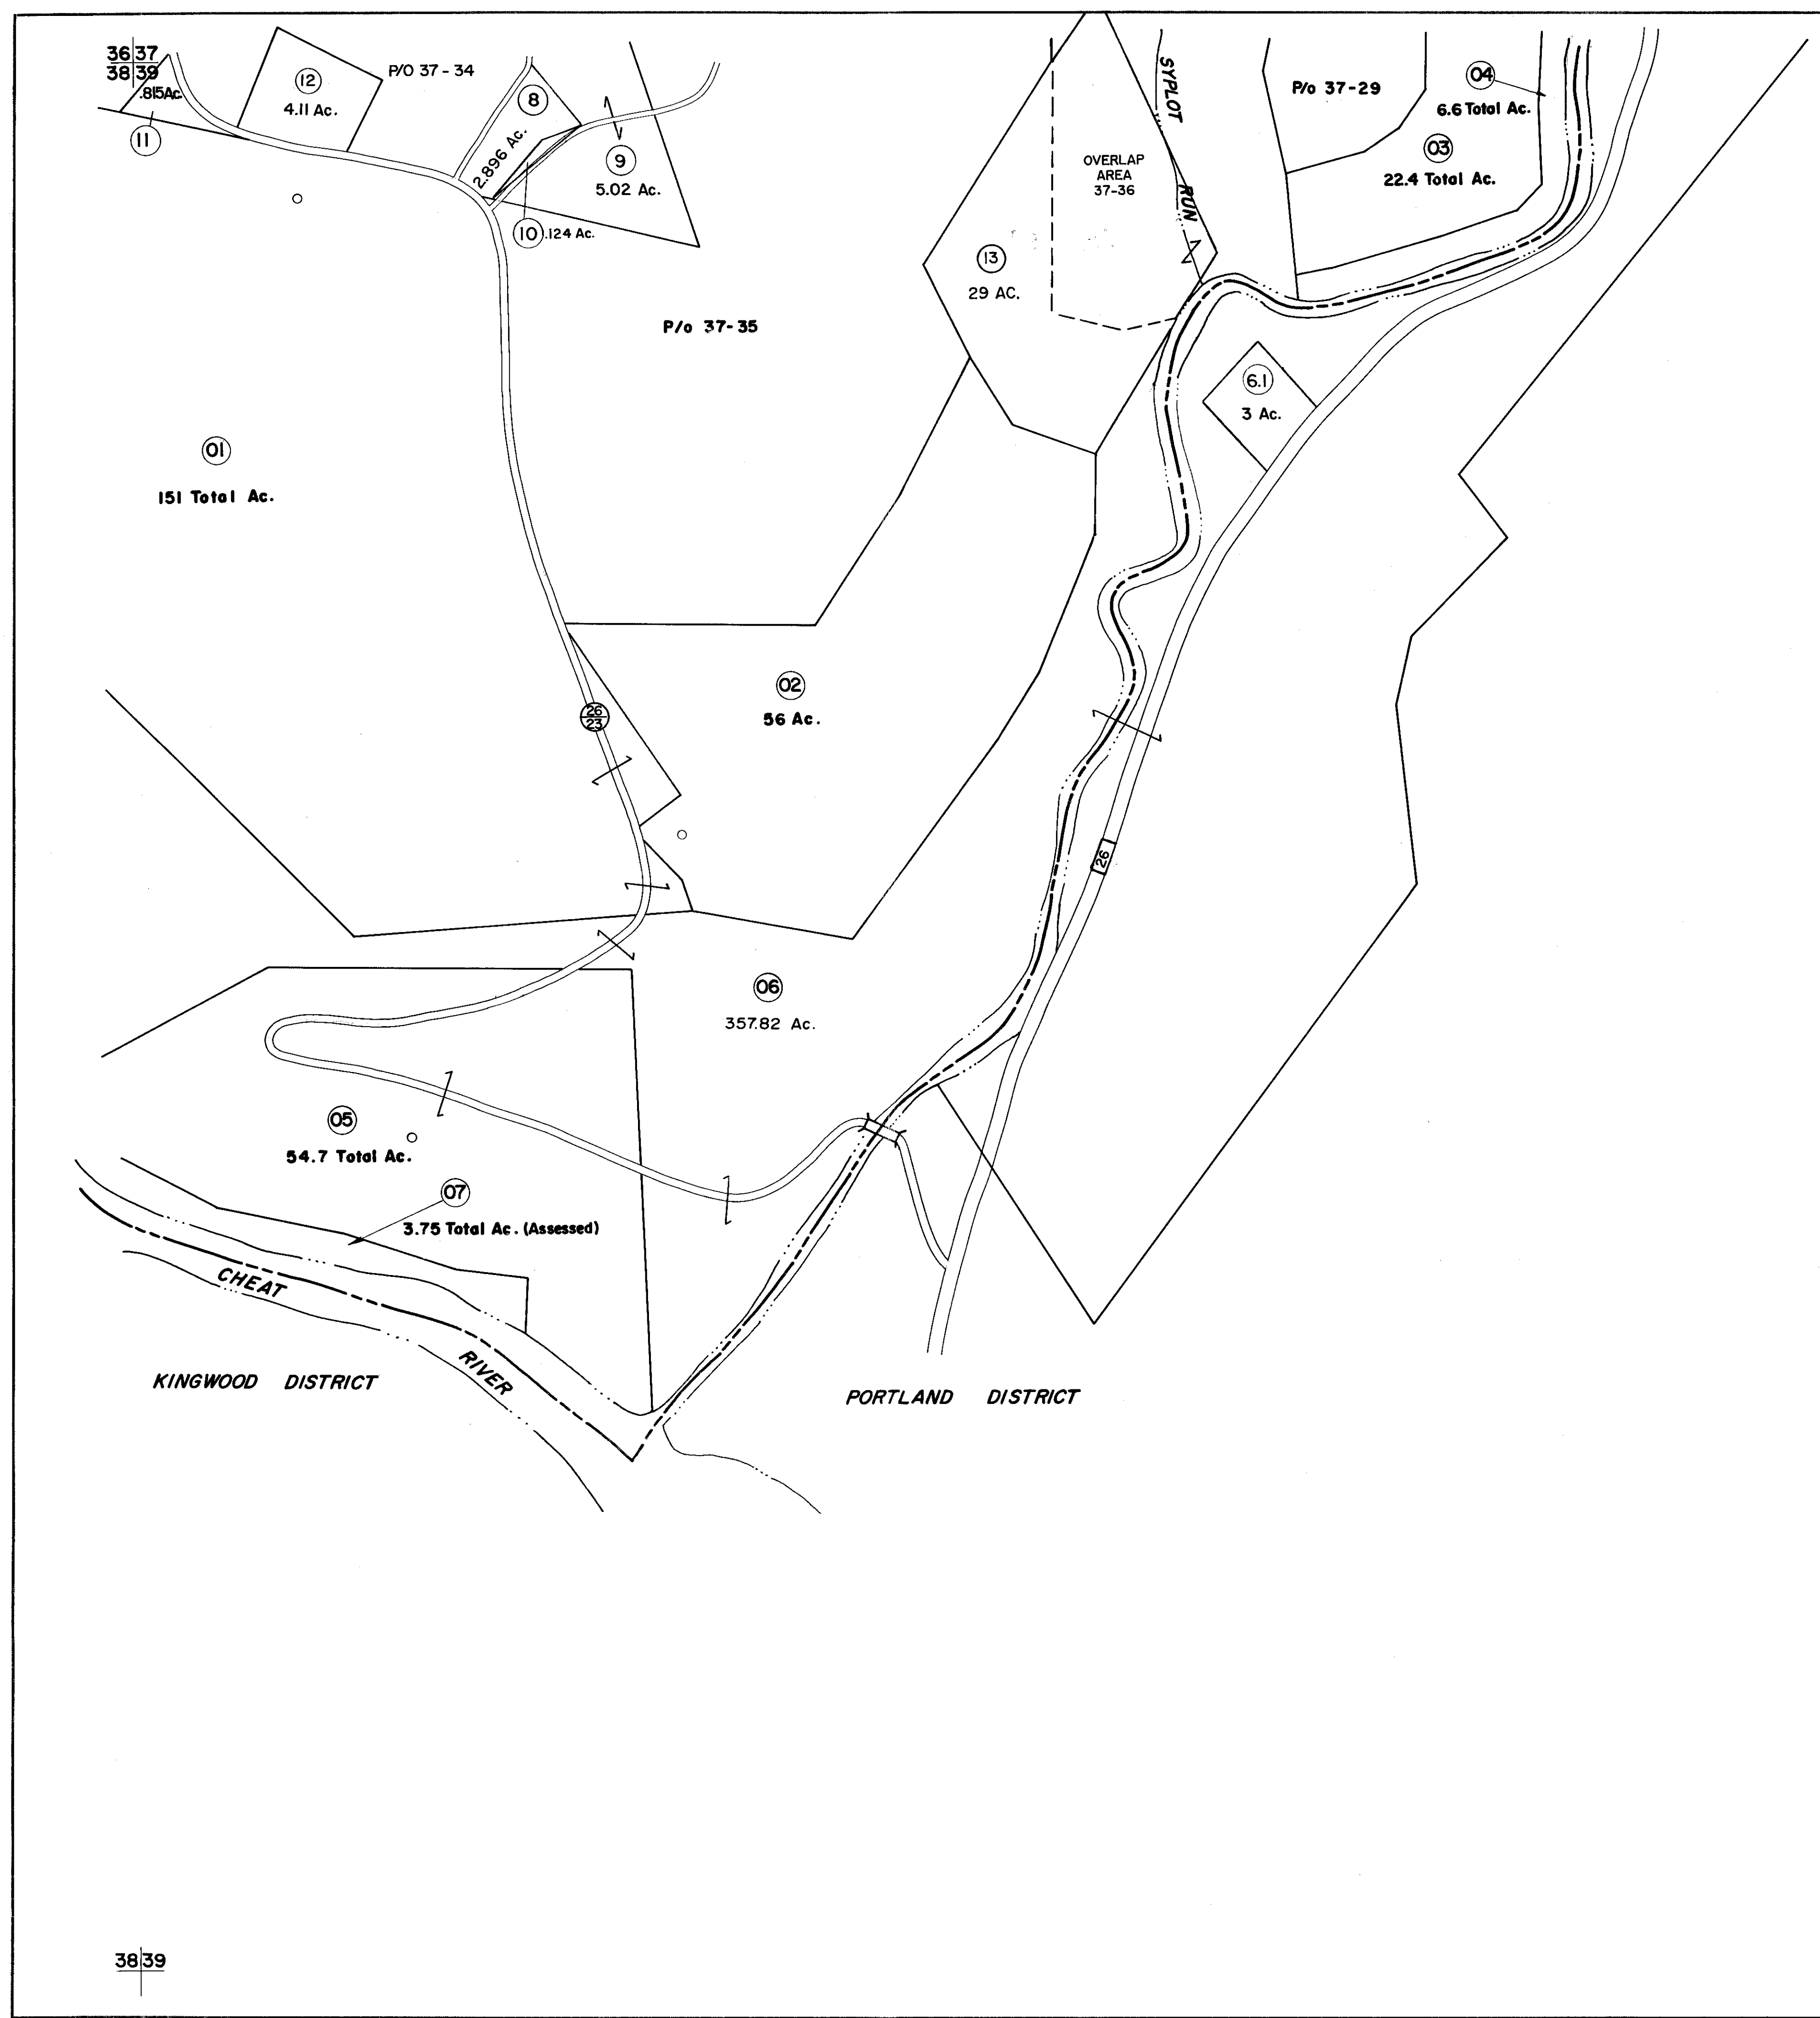 36 37
38 39
.815Ac.
11
12
4.11 Ac.
P/O 37-34
8
2.896 Ac.
9
5.02 Ac.
10
.124 Ac.
SYPLOT
RUN
OVERLAP
AREA
37-36
13
29 AC.
P/o 37-29
04
6.6 Total Ac.
03
22.4 Total Ac.
P/o 37-35
6.1
3 Ac.
01
151 Total Ac.
02
56 Ac.
26
23
26
06
357.82 Ac.
05
54.7 Total Ac.
07
3.75 Total Ac. (Assessed)
CHEAT
RIVER
KINGWOOD DISTRICT
PORTLAND DISTRICT
38 39